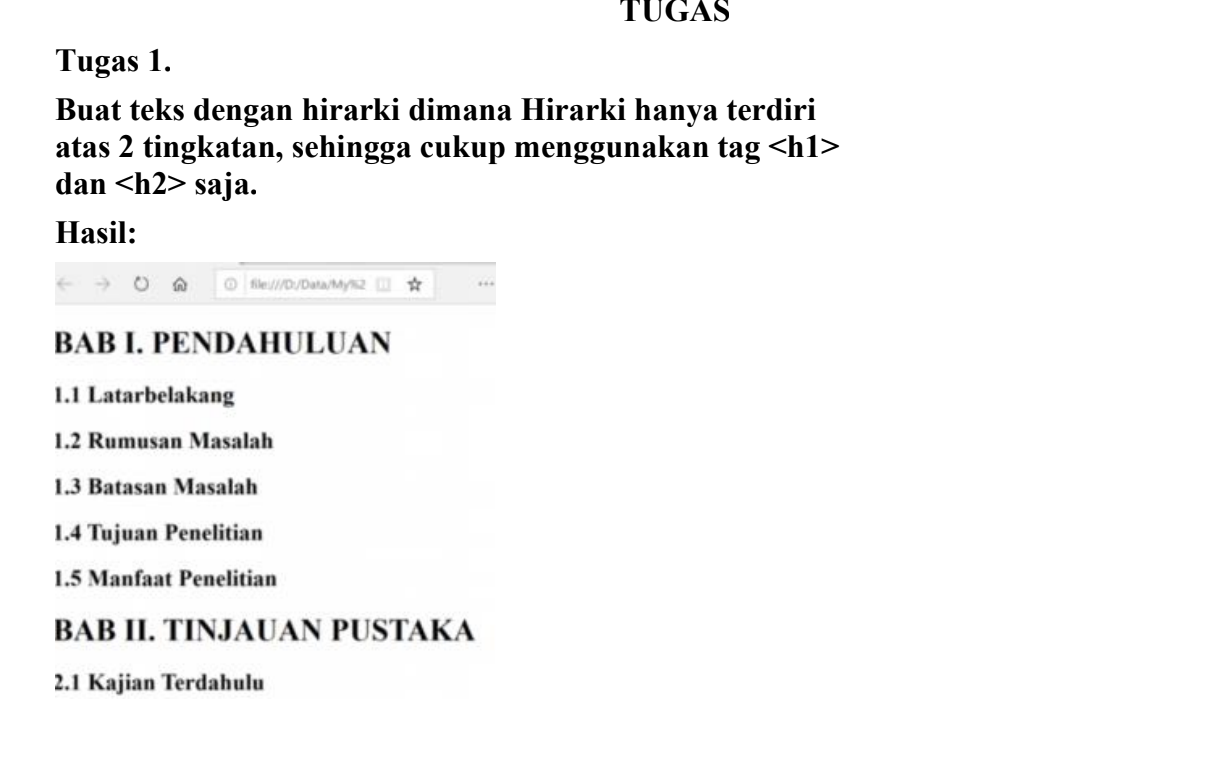 TUGAS
Tugas 1.
Buat teks dengan hirarki dimana Hirarki hanya terdiri
atas 2 tingkatan, sehingga cukup menggunakan tag <h1>
dan <h2> saja.
Hasil:
file:///D:/Data/My%2
BAB I. PENDAHULUAN
1.1 Latarbelakang
1.2 Rumusan Masalah
1.3 Batasan Masalah
1.4 Tujuan Penelitian
1.5 Manfaat Penelitian
BAB II. TINJAUAN PUSTAKA
2.1 Kajian Terdahulu